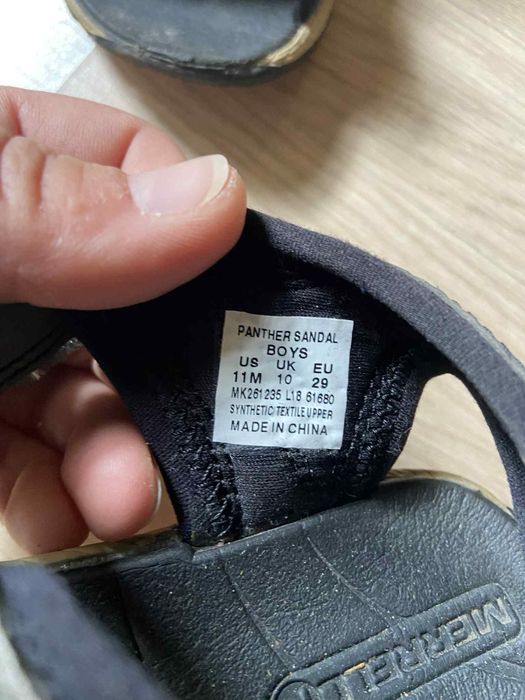 PANTHER SANDAL
BOYS
US UK EU
11M 10 29
MK261235 L18 61680
SYNTHETIC/TEXTILE UPPER
MADE IN CHINA
MERRELL